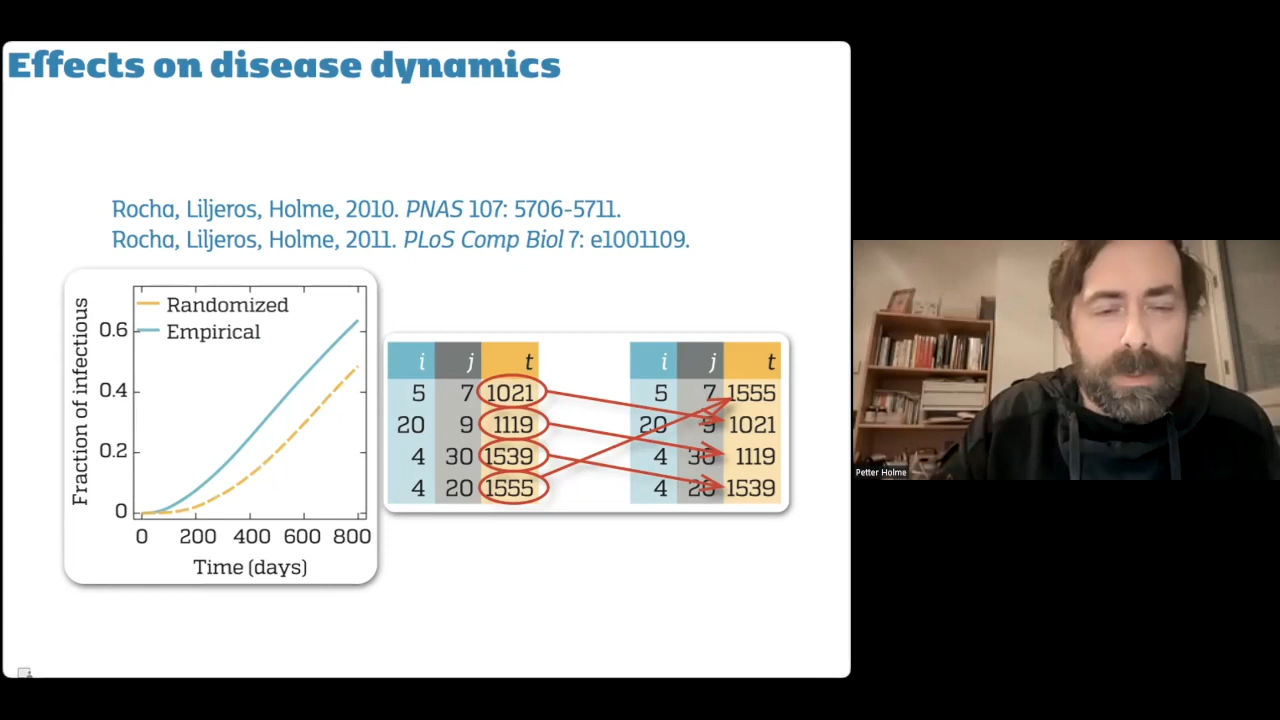 Effects on disease dynamics
Rocha, Liljeros, Holme, 2010. PNAS 107: 5706-5711.
Rocha, Liljeros, Holme, 2011. PLoS Comp Biol 7: e1001109.
Fraction of infectious
Randomized
Empirical
0.6
0.4
0.2
0
0 200 400 600 800
Time (days)
i j t
5 7 1021
20 9 1119
4 30 1539
4 20 1555
i j t
5 7 1555
20 9 1021
4 30 1119
4 20 1539
Petter Holme